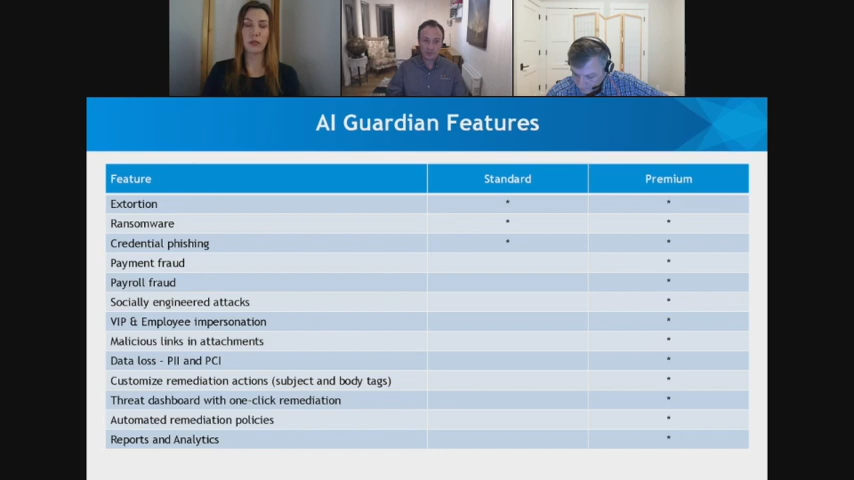 AI Guardian Features
Feature Standard Premium
Extortion * *
Ransomware * *
Credential phishing * *
Payment fraud *
Payroll fraud *
Socially engineered attacks *
VIP & Employee impersonation *
Malicious links in attachments *
Data loss - PII and PCI *
Customize remediation actions (subject and body tags) *
Threat dashboard with one-click remediation *
Automated remediation policies *
Reports and Analytics *